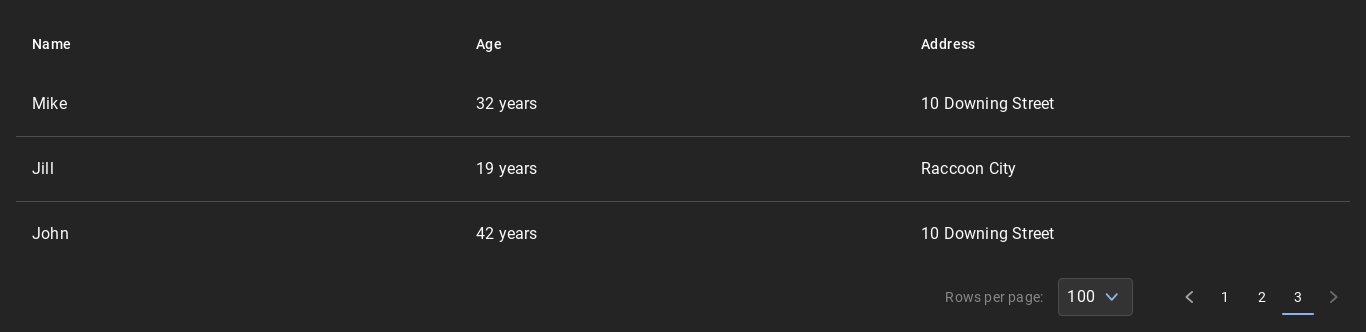 Name Age Address
Mike 32 years 10 Downing Street
Jill 19 years Raccoon City
John 42 years 10 Downing Street
Rows per page: 100 1 2 3